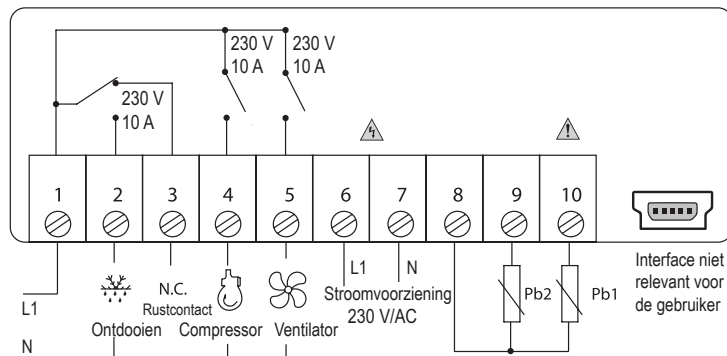 230 V
10 A
230 V
10 A
230 V
10 A
1 2 3 4 5 6 7 8 9 10
L1
N
Ontdooien
N.C.
Rustcontact
Compressor
Ventilator
L1 N
Stroomvoorziening
230 V/AC
Pb2 Pb1
Interface niet
relevant voor
de gebruiker